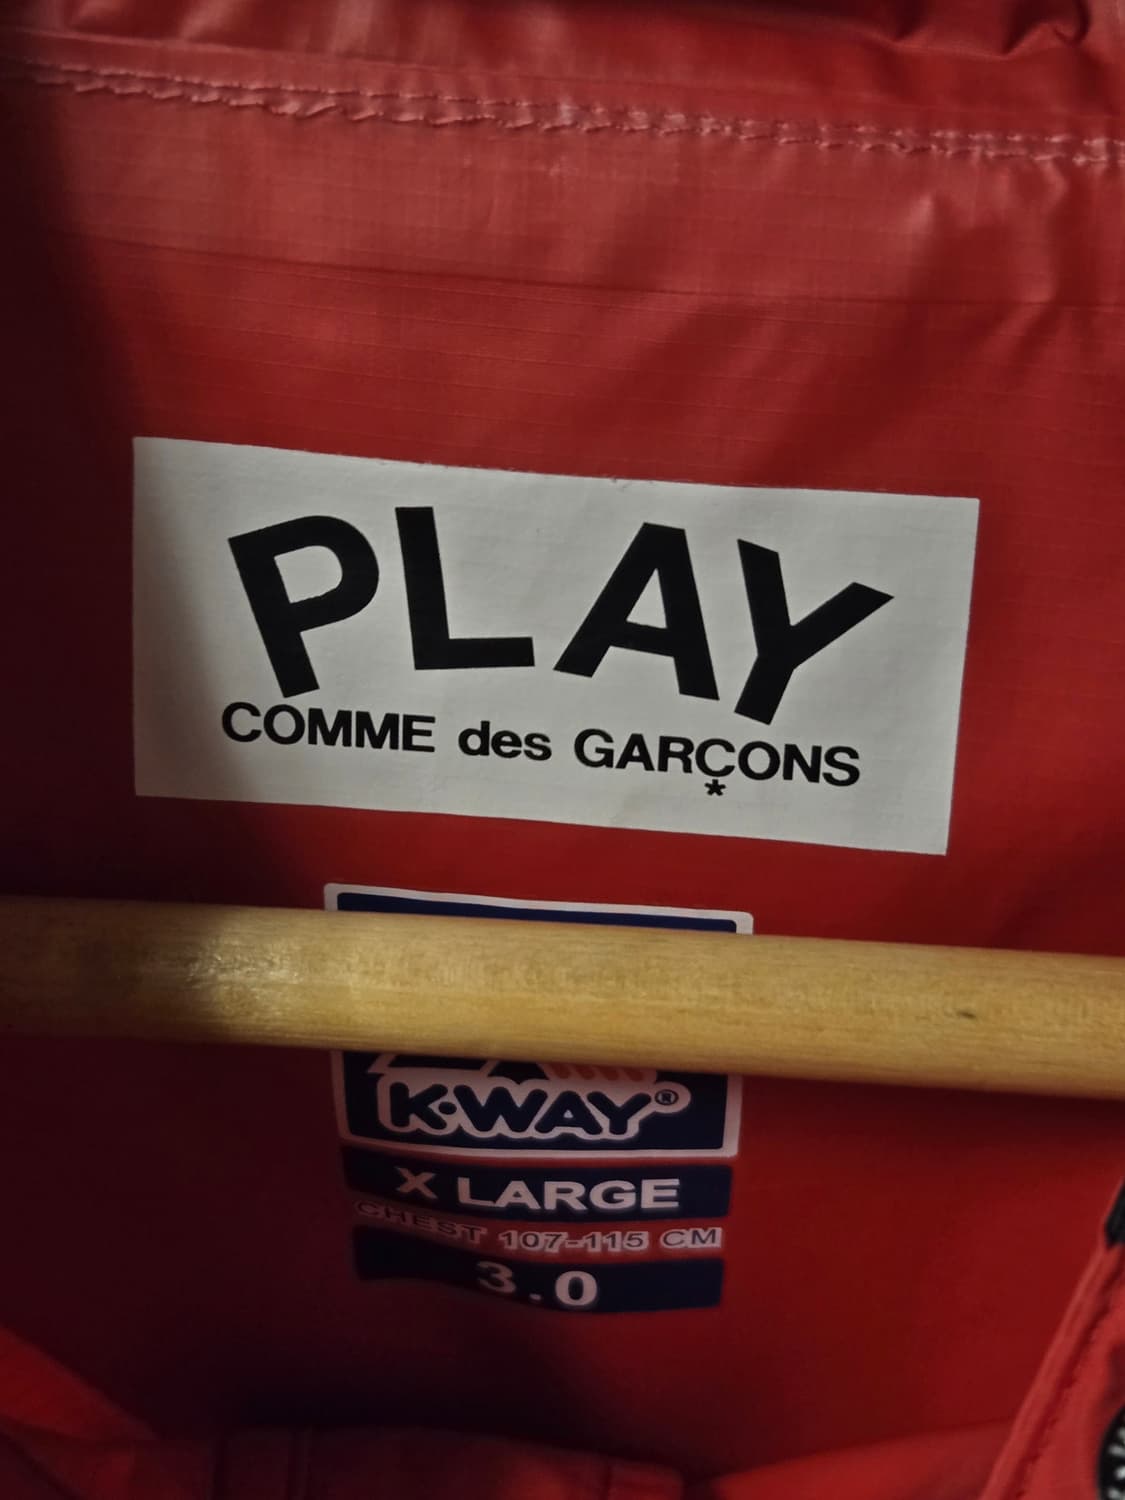 PLAY
COMME des GARÇONS
*
K·WAY®
X LARGE
CHEST 107-115 CM
3.0